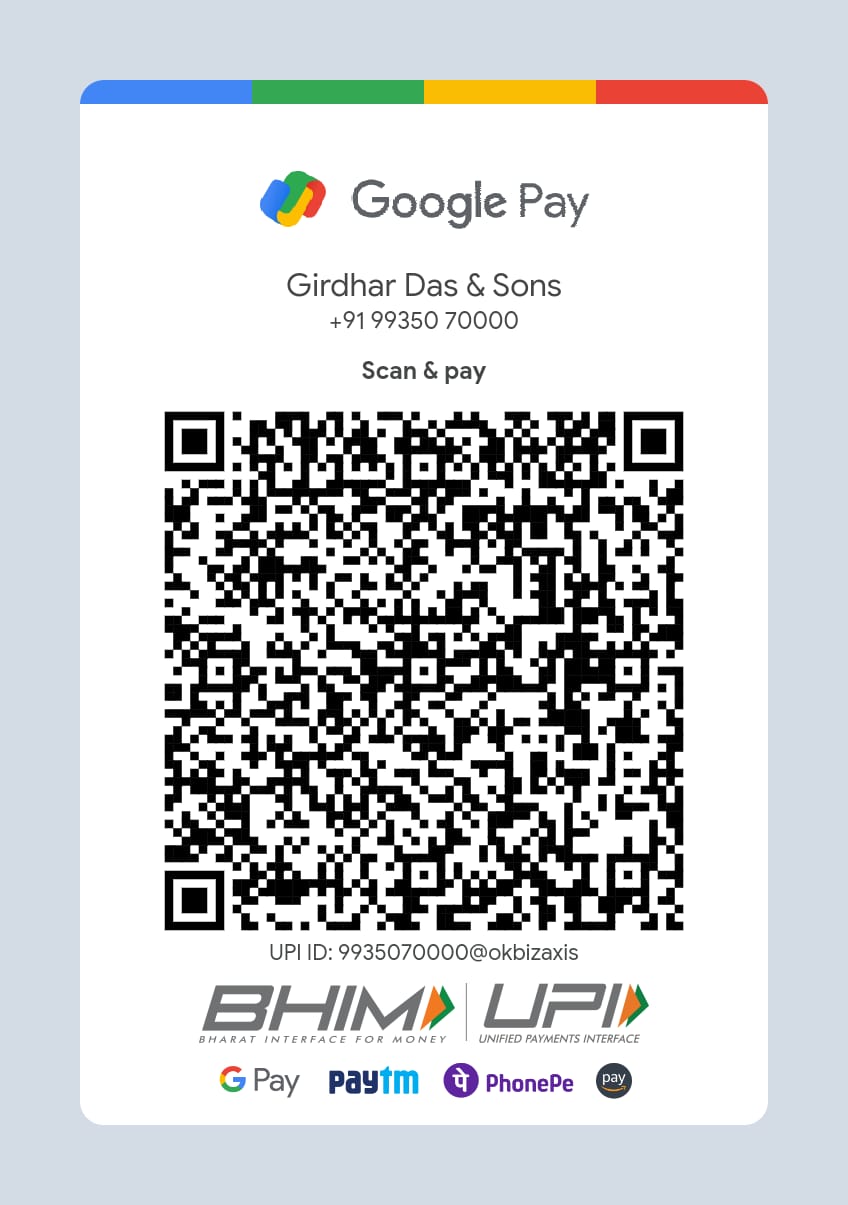 Google Pay
Girdhar Das & Sons
+91 99350 70000
Scan & pay
UPI ID: 9935070000@okbizaxis
BHIM UPI
BHARAT INTERFACE FOR MONEY UNIFIED PAYMENTS INTERFACE
G Pay paytm पे PhonePe pay